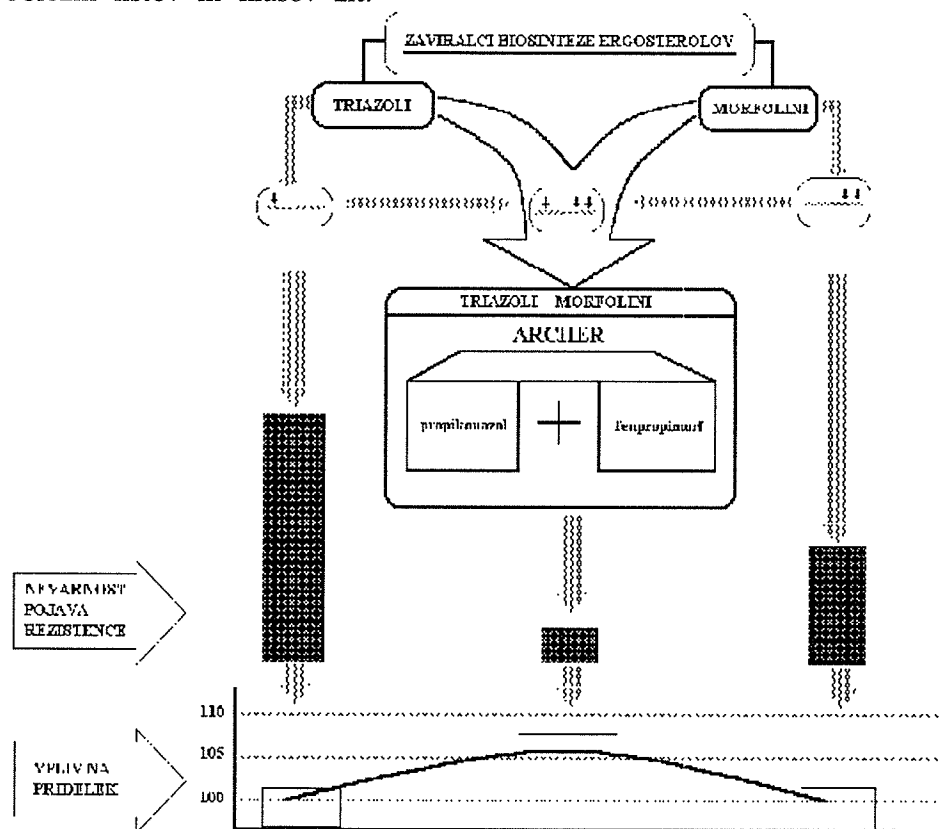 ZAVIRALCI BIOSINTEZE ERGOSTEROLOV
TRIAZOLI
MORFOLINI
TRIAZOLI MORFOLINI
ARCHER
propikonazol
+
fenpropimorf
NEVARNOST
POJAVA
REZISTENCE
110
105
100
VPLIV NA
PRIDELEK